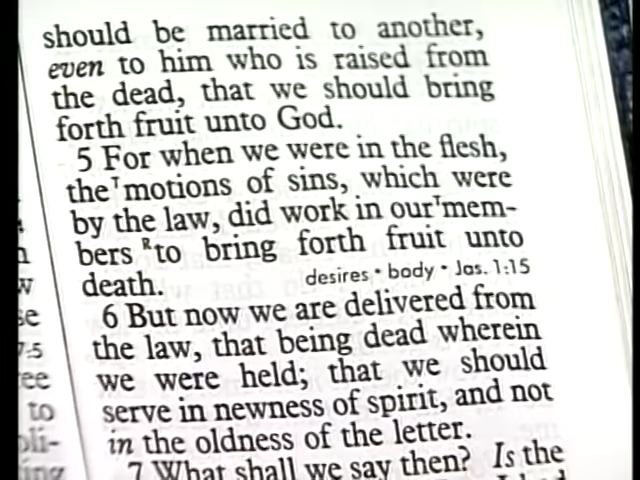 should be married to another,
even to him who is raised from
the dead, that we should bring
forth fruit unto God.
5 For when we were in the flesh,
the ᵀmotions of sins, which were
by the law, did work in our ᵀmem-
bers ᴿto bring forth fruit unto
death. desires • body • Jas. 1:15
6 But now we are delivered from
the law, that being dead wherein
we were held; that we should
serve in newness of spirit, and not
in the oldness of the letter.
7 What shall we say then? Is the